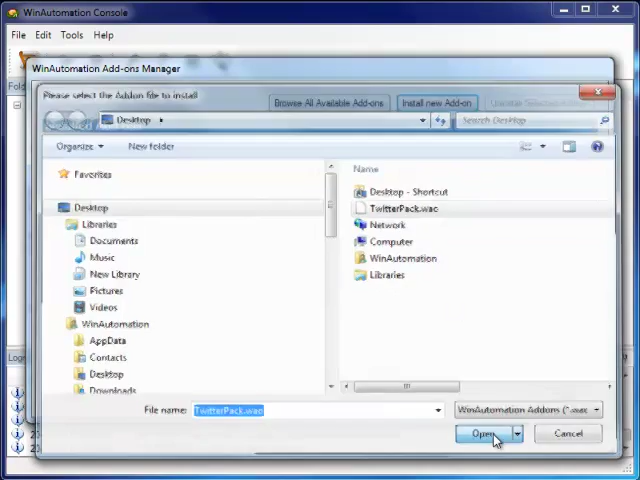 WinAutomation Console
File Edit Tools Help
WinAutomation Add-ons Manager
Please select the Addon file to install
Browse All Available Add-ons Install new Add-on
Desktop
Search Desktop
Organize New folder
Favorites
Desktop
Libraries
Documents
Music
New Library
Pictures
Videos
WinAutomation
AppData
Contacts
Desktop
Downloads
Name
Desktop - Shortcut
TwitterPack.wao
Network
Computer
WinAutomation
Libraries
File name: TwitterPack.wao
WinAutomation Addons
Open Cancel